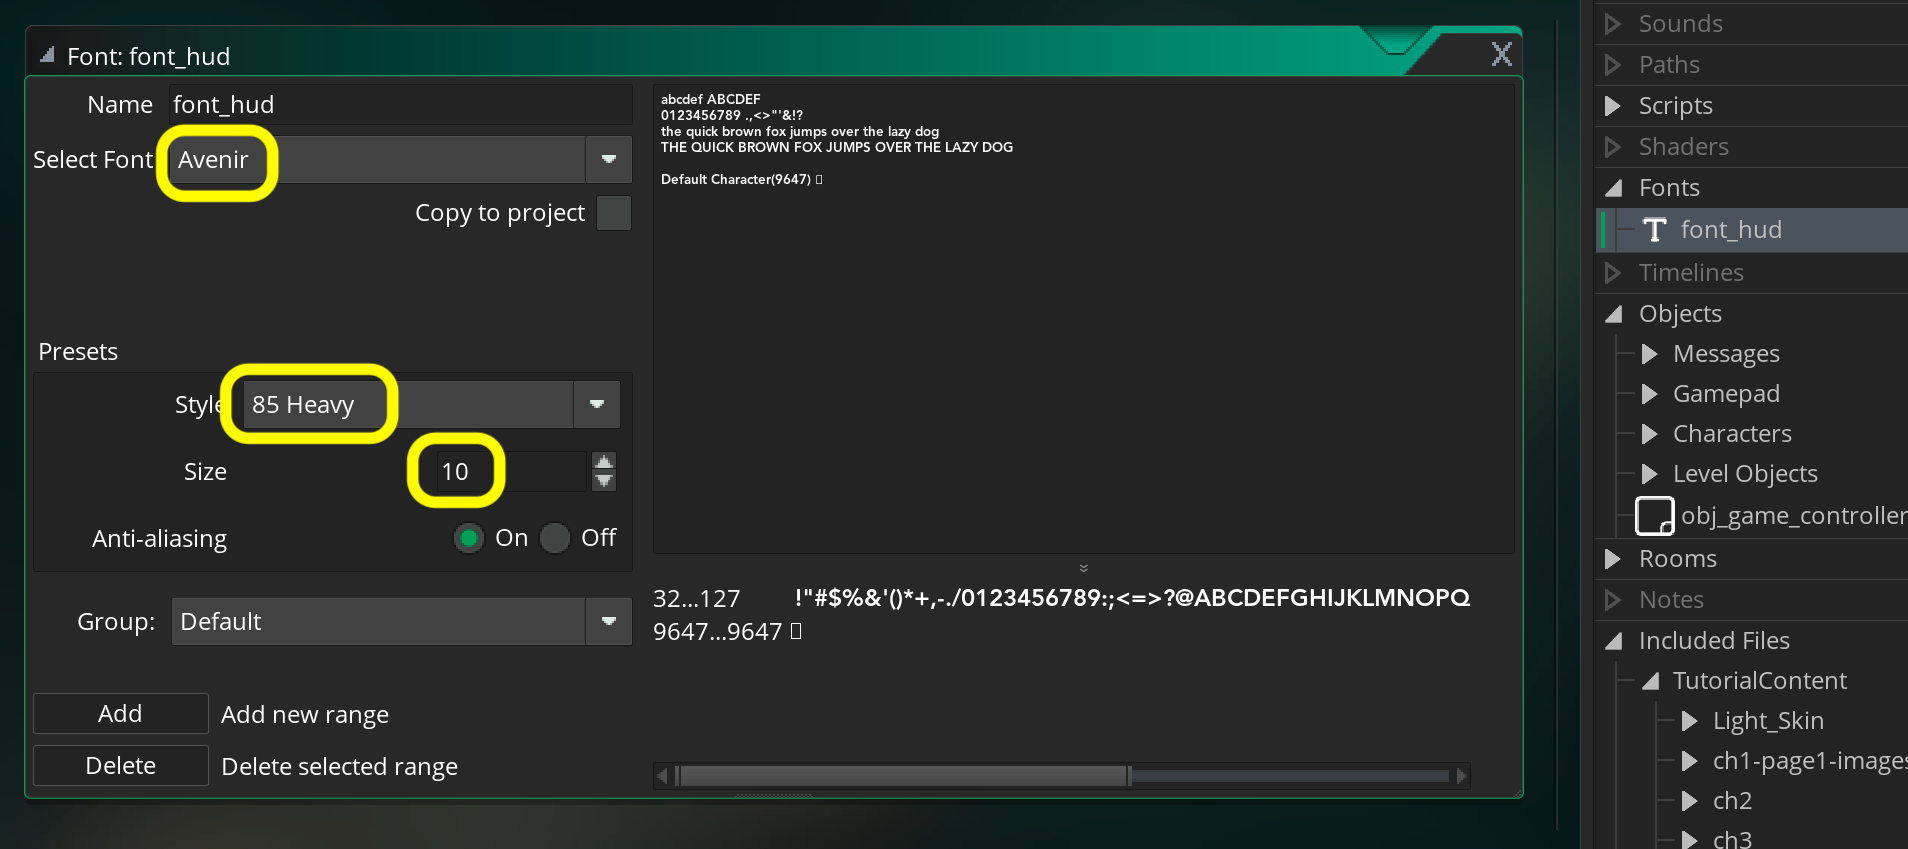 Font: font_hud
X
Name font_hud
Select Font Avenir
Copy to project
Presets
Style 85 Heavy
Size 10
Anti-aliasing On Off
Group: Default
Add Add new range
Delete Delete selected range
abcdef ABCDEF
0123456789 .,<>"'&!?
the quick brown fox jumps over the lazy dog
THE QUICK BROWN FOX JUMPS OVER THE LAZY DOG
Default Character(9647) ▯
32...127 !"#$%&'()*+,-./0123456789:;<=>?@ABCDEFGHIJKLMNOPQ
9647...9647 ▯
Sounds
Paths
Scripts
Shaders
Fonts
font_hud
Timelines
Objects
Messages
Gamepad
Characters
Level Objects
obj_game_controller
Rooms
Notes
Included Files
TutorialContent
Light_Skin
ch1-page1-images
ch2
ch3